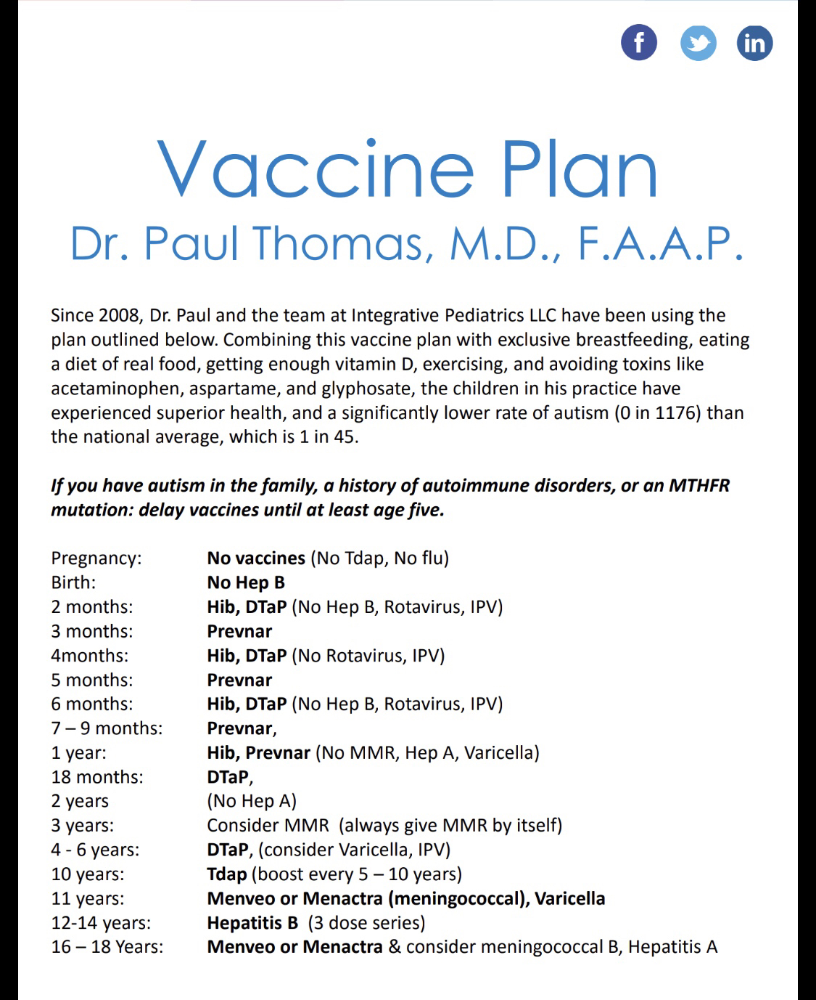 f in
Vaccine Plan
Dr. Paul Thomas, M.D., F.A.A.P.
Since 2008, Dr. Paul and the team at Integrative Pediatrics LLC have been using the
plan outlined below. Combining this vaccine plan with exclusive breastfeeding, eating
a diet of real food, getting enough vitamin D, exercising, and avoiding toxins like
acetaminophen, aspartame, and glyphosate, the children in his practice have
experienced superior health, and a significantly lower rate of autism (0 in 1176) than
the national average, which is 1 in 45.
If you have autism in the family, a history of autoimmune disorders, or an MTHFR
mutation: delay vaccines until at least age five.
Pregnancy: No vaccines (No Tdap, No flu)
Birth: No Hep B
2 months: Hib, DTaP (No Hep B, Rotavirus, IPV)
3 months: Prevnar
4months: Hib, DTaP (No Rotavirus, IPV)
5 months: Prevnar
6 months: Hib, DTaP (No Hep B, Rotavirus, IPV)
7 – 9 months: Prevnar,
1 year: Hib, Prevnar (No MMR, Hep A, Varicella)
18 months: DTaP,
2 years (No Hep A)
3 years: Consider MMR (always give MMR by itself)
4 - 6 years: DTaP, (consider Varicella, IPV)
10 years: Tdap (boost every 5 – 10 years)
11 years: Menveo or Menactra (meningococcal), Varicella
12-14 years: Hepatitis B (3 dose series)
16 – 18 Years: Menveo or Menactra & consider meningococcal B, Hepatitis A